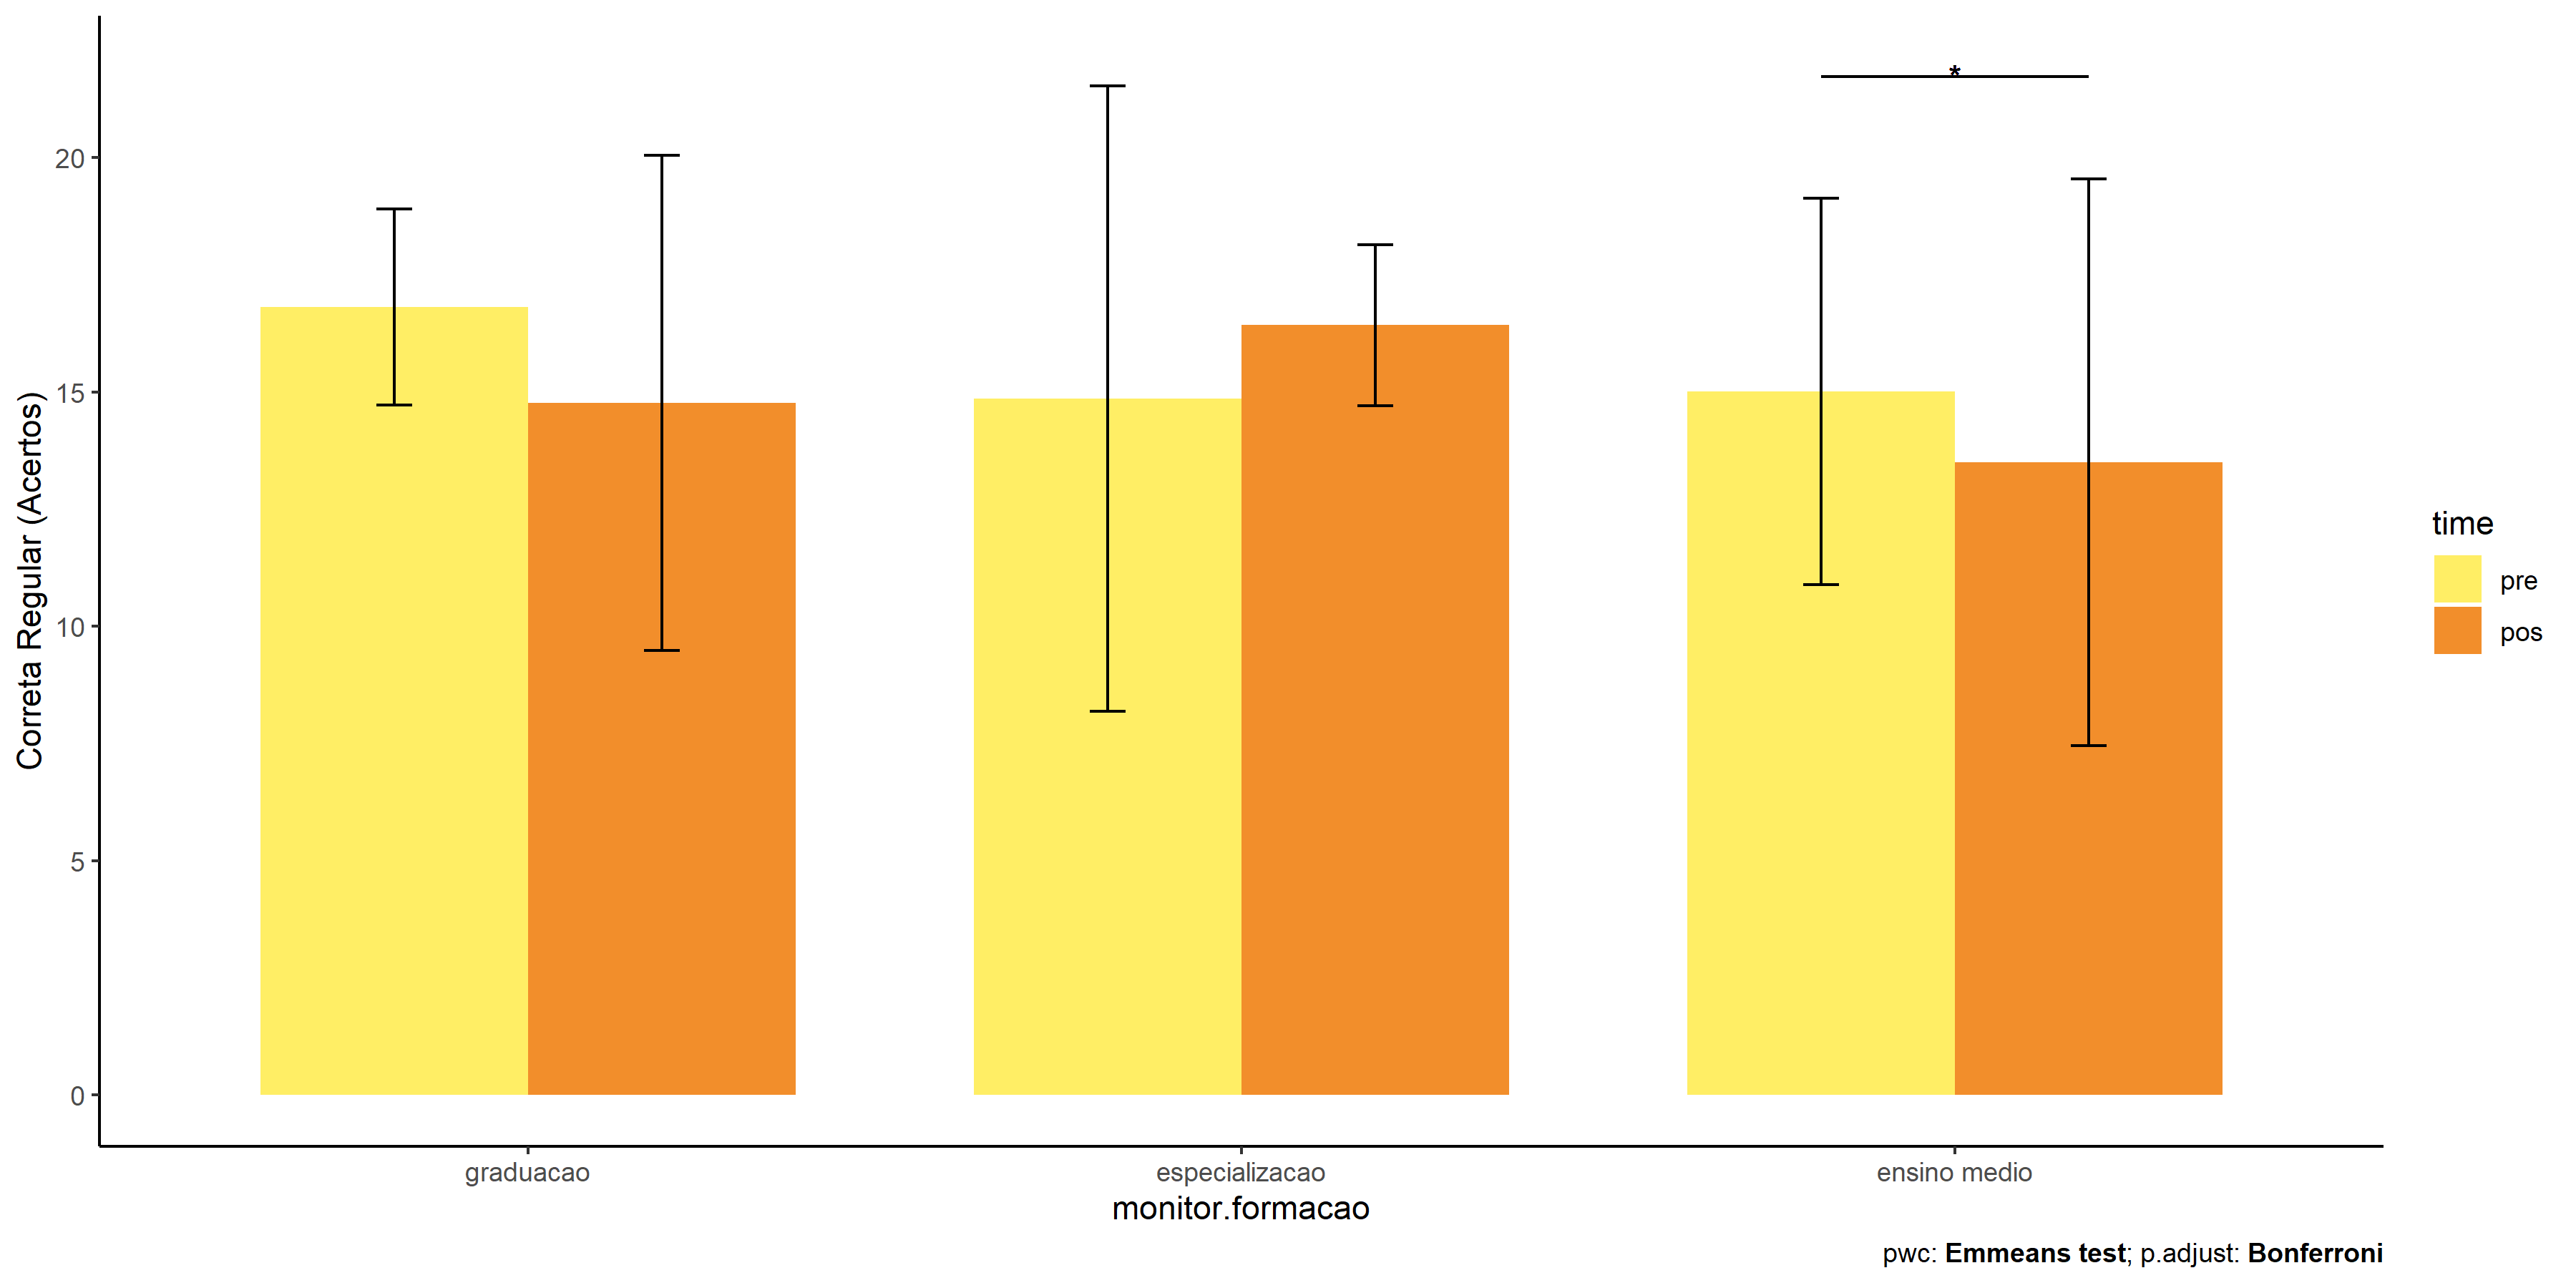 Correta Regular (Acertos)
20
15
10
5
0
*
graduacao
especializacao
ensino medio
monitor.formacao
time
pre
pos
pwc: Emmeans test; p.adjust: Bonferroni